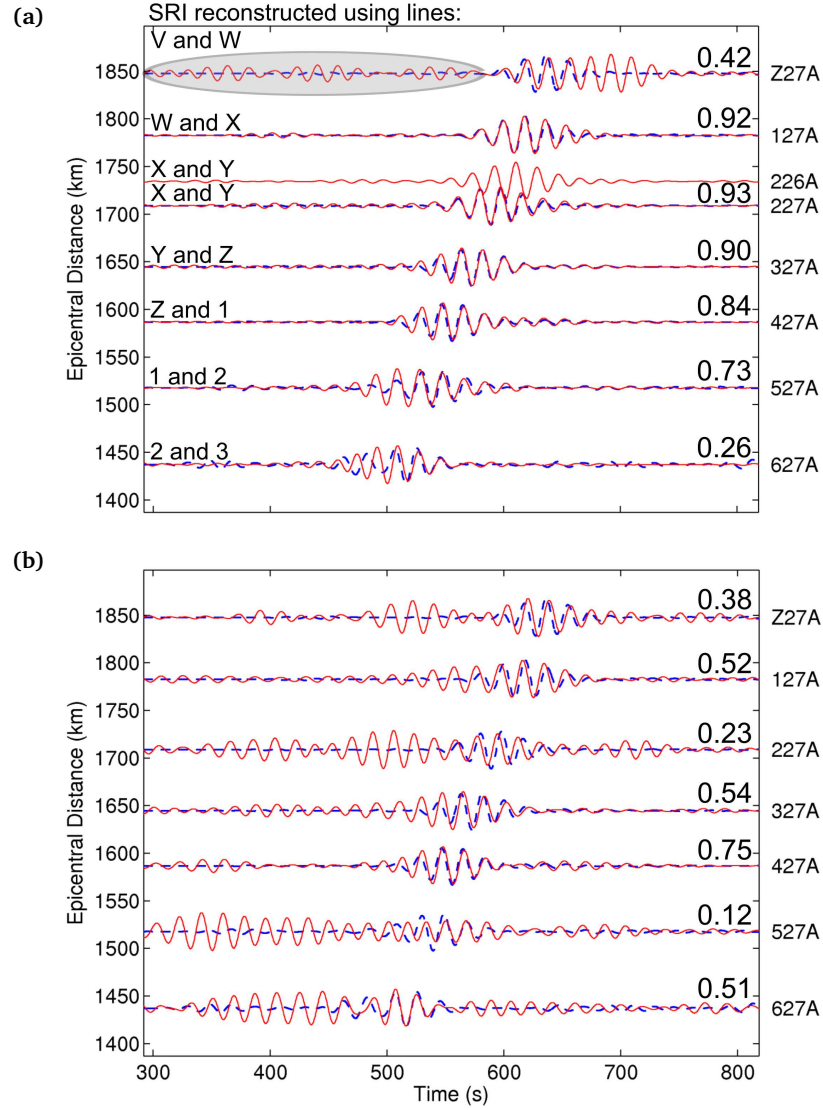 (a)
SRI reconstructed using lines:
V and W
0.42
Z27A
W and X
0.92
127A
X and Y
226A
X and Y
0.93
227A
Y and Z
0.90
327A
Z and 1
0.84
427A
1 and 2
0.73
527A
2 and 3
0.26
627A
1850
1800
1750
1700
1650
1600
1550
1500
1450
1400
Epicentral Distance (km)
(b)
0.38
Z27A
0.52
127A
0.23
227A
0.54
327A
0.75
427A
0.12
527A
0.51
627A
1850
1800
1750
1700
1650
1600
1550
1500
1450
1400
Epicentral Distance (km)
300 400 500 600 700 800
Time (s)